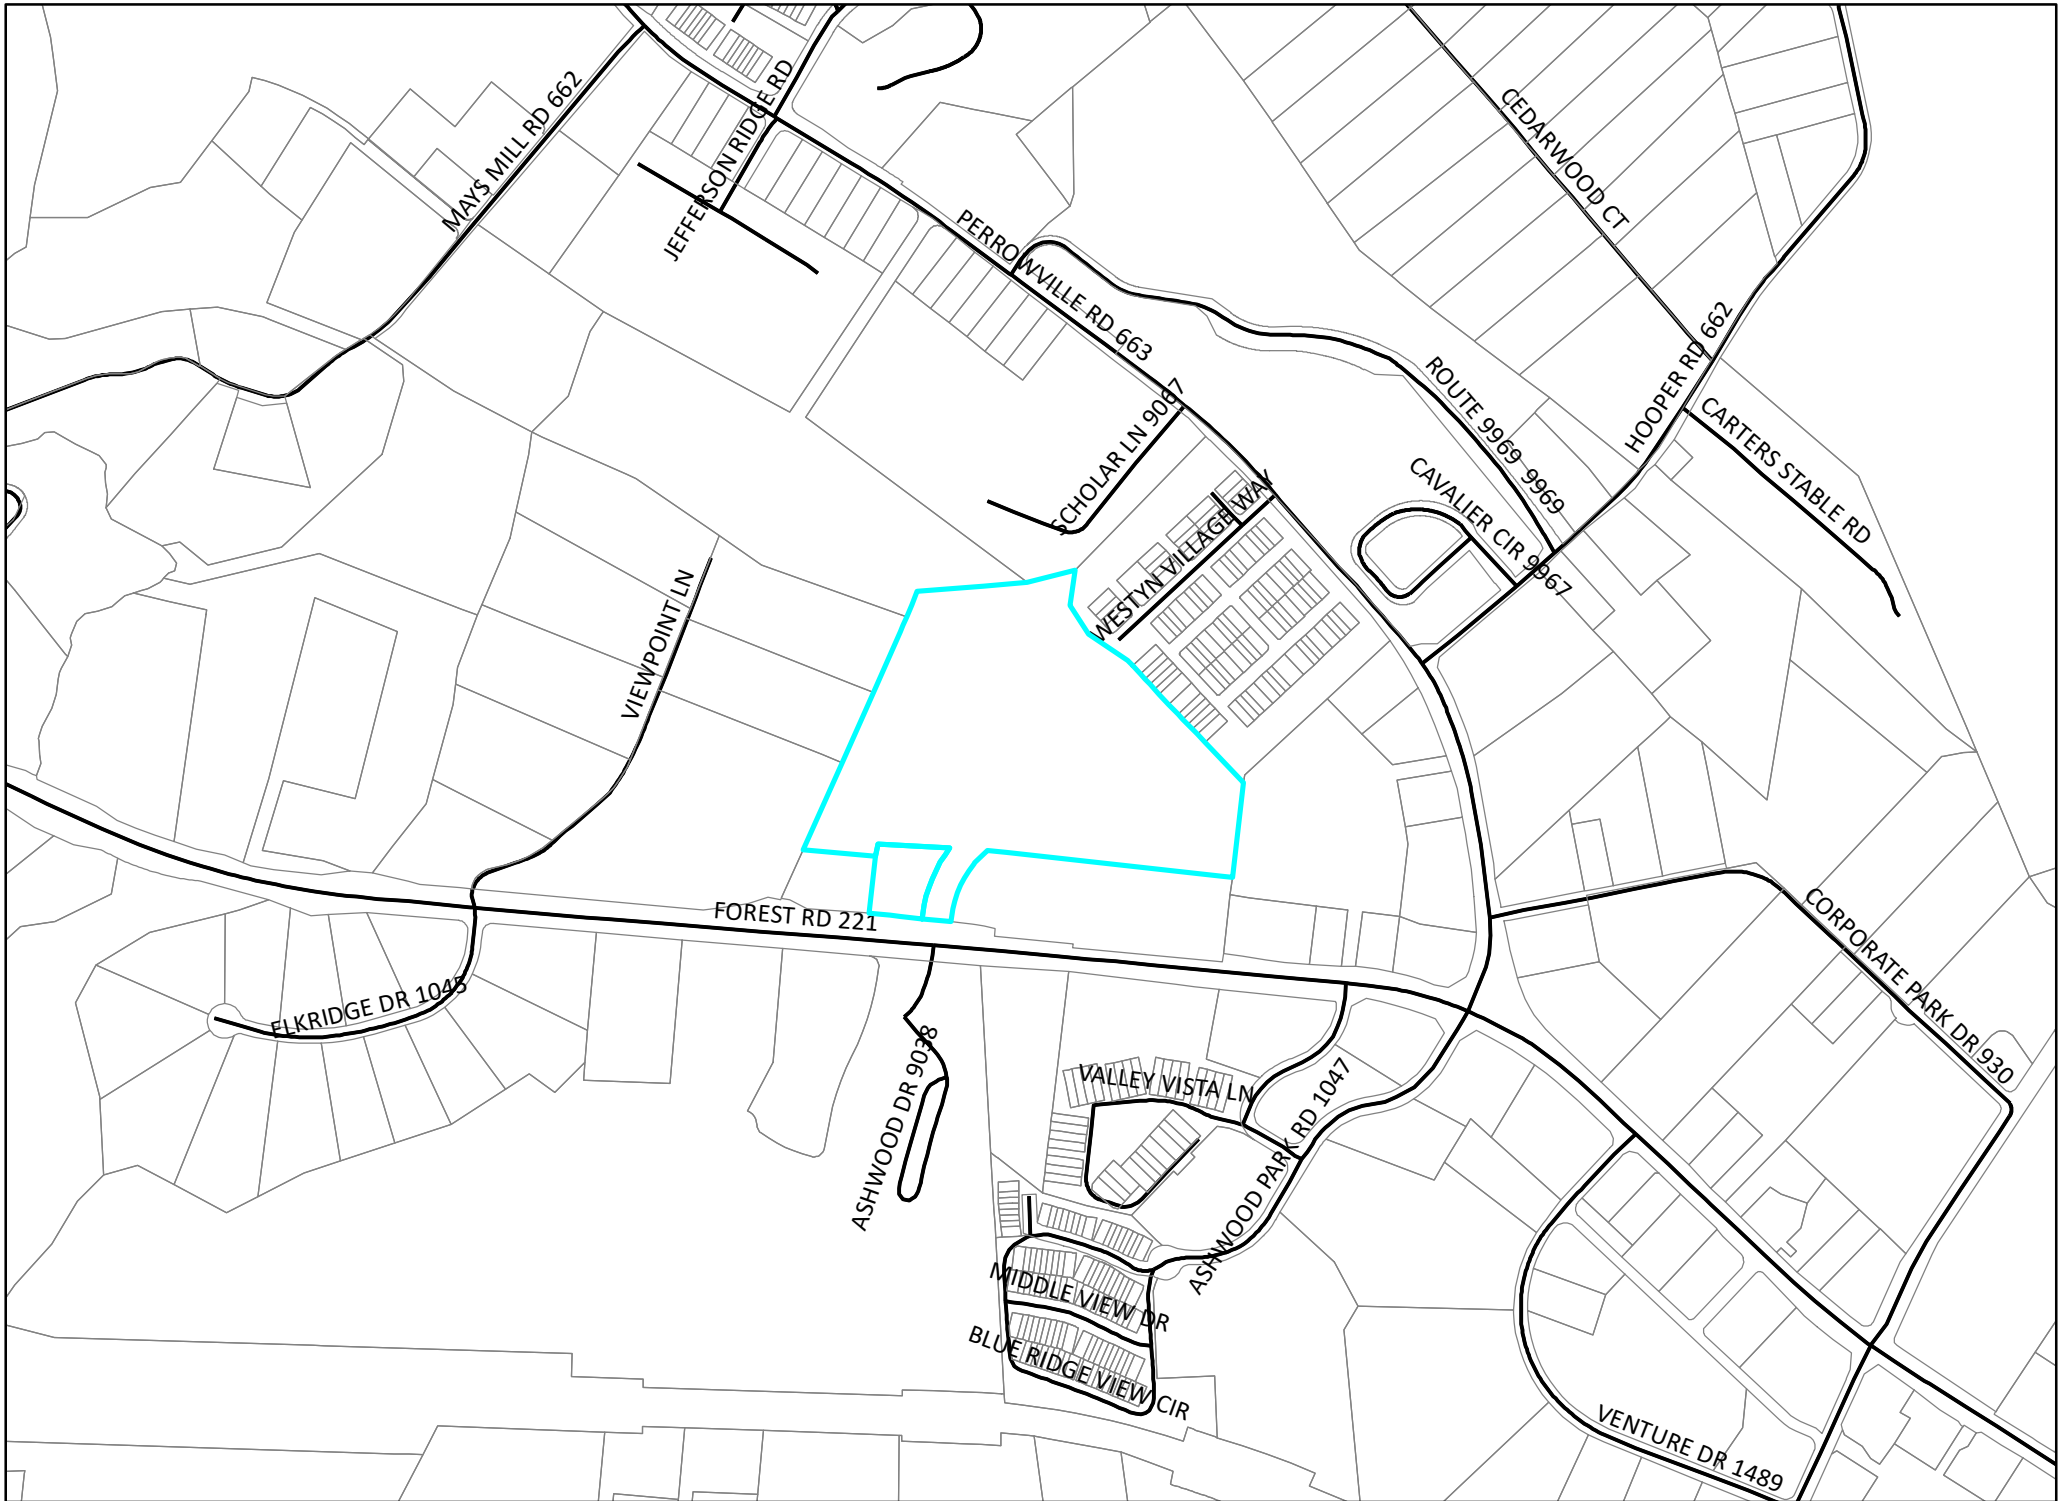 MAYS MILL RD 662
JEFFERSON RIDGE RD
CEDARWOOD CT
PERROWVILLE RD 663
ROUTE 9969 9969
HOOPER RD 662
SCHOLAR LN 9067
CARTERS STABLE RD
CAVALIER CIR 9967
WESTYN VILLAGE WAY
VIEWPOINT LN
FOREST RD 221
CORPORATE PARK DR 930
ELKRIDGE DR 1045
ASHWOOD DR 9038
VALLEY VISTA LN
ASHWOOD PARK RD 1047
MIDDLE VIEW DR
BLUE RIDGE VIEW CIR
VENTURE DR 1489